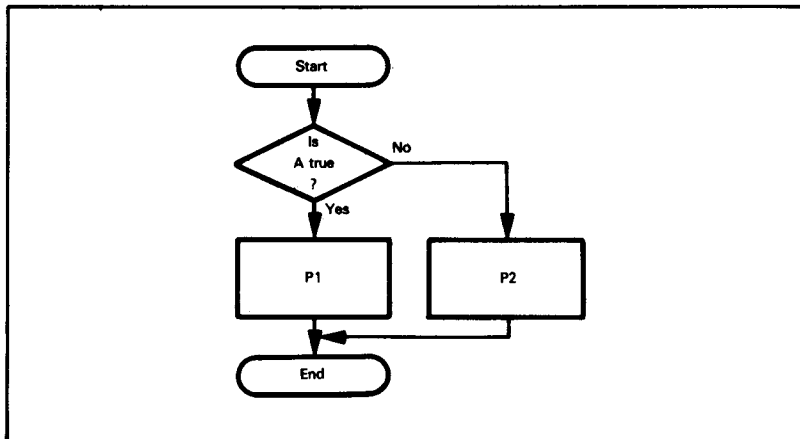 Start
Is
A true
?
No
Yes
P1
P2
End